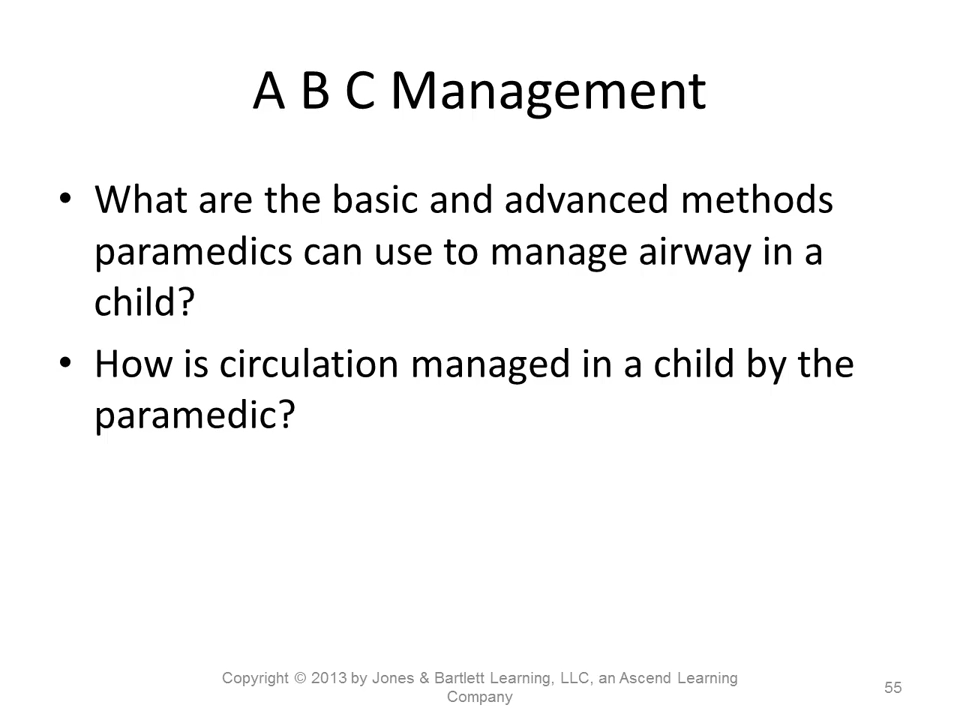 A B C Management
• What are the basic and advanced methods
paramedics can use to manage airway in a
child?
• How is circulation managed in a child by the
paramedic?
Copyright © 2013 by Jones & Bartlett Learning, LLC, an Ascend Learning
Company
55